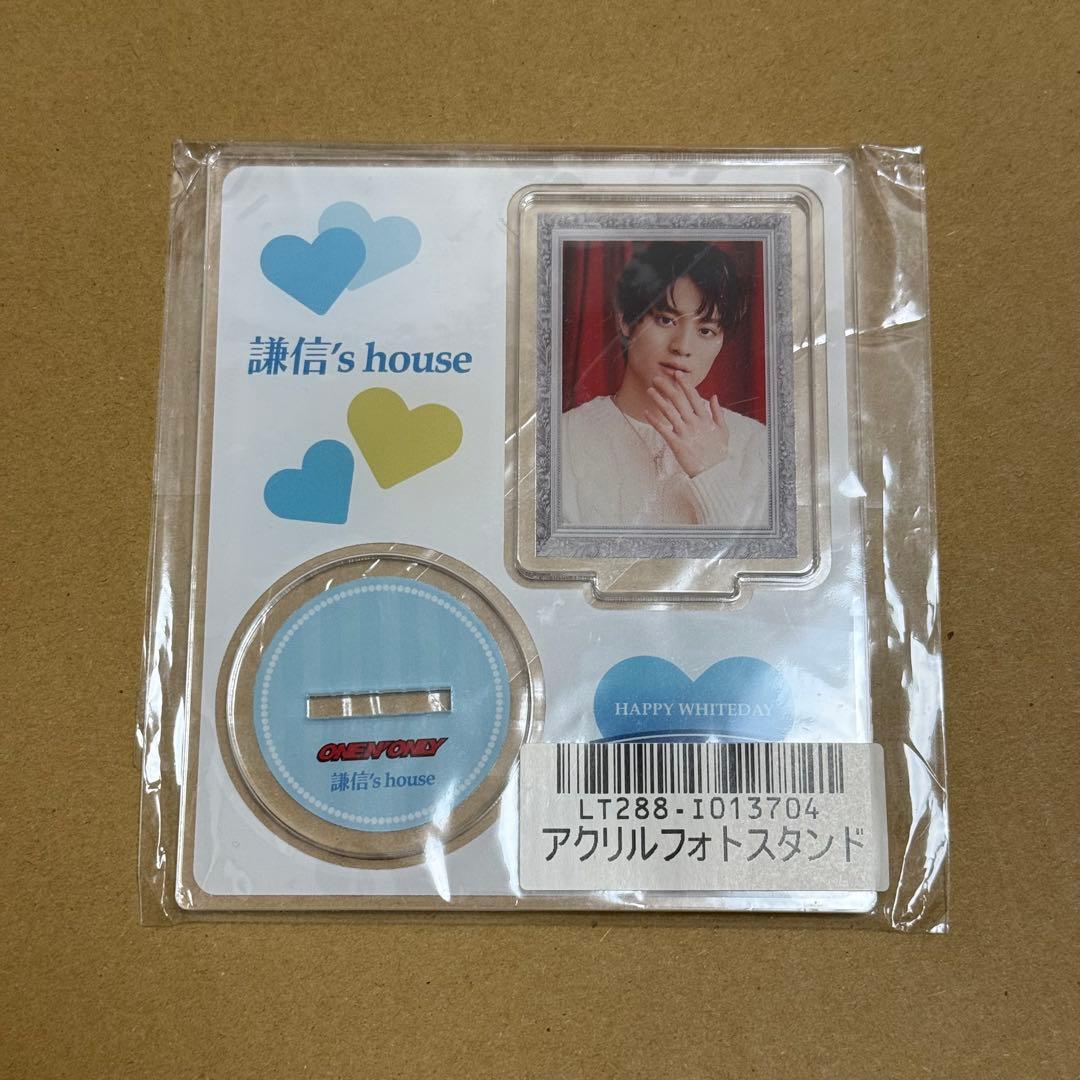 謙信's house
HAPPY WHITEDAY
ONE N' ONLY
謙信's house
LT288-I013704
アクリルフォトスタンド